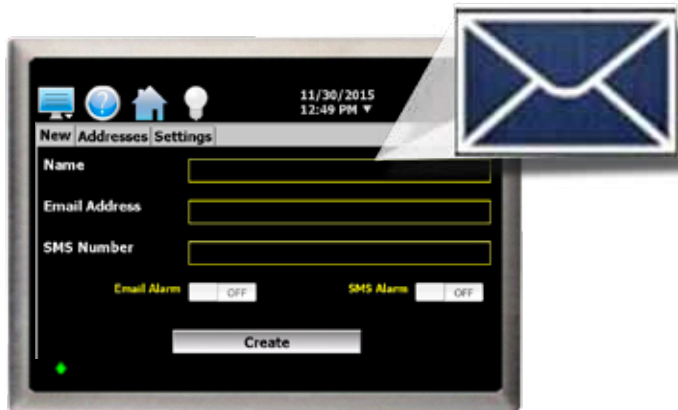 11/30/2015
12:49 PM ▼
New Addresses Settings
Name
Email Address
SMS Number
Email Alarm OFF SMS Alarm OFF
Create